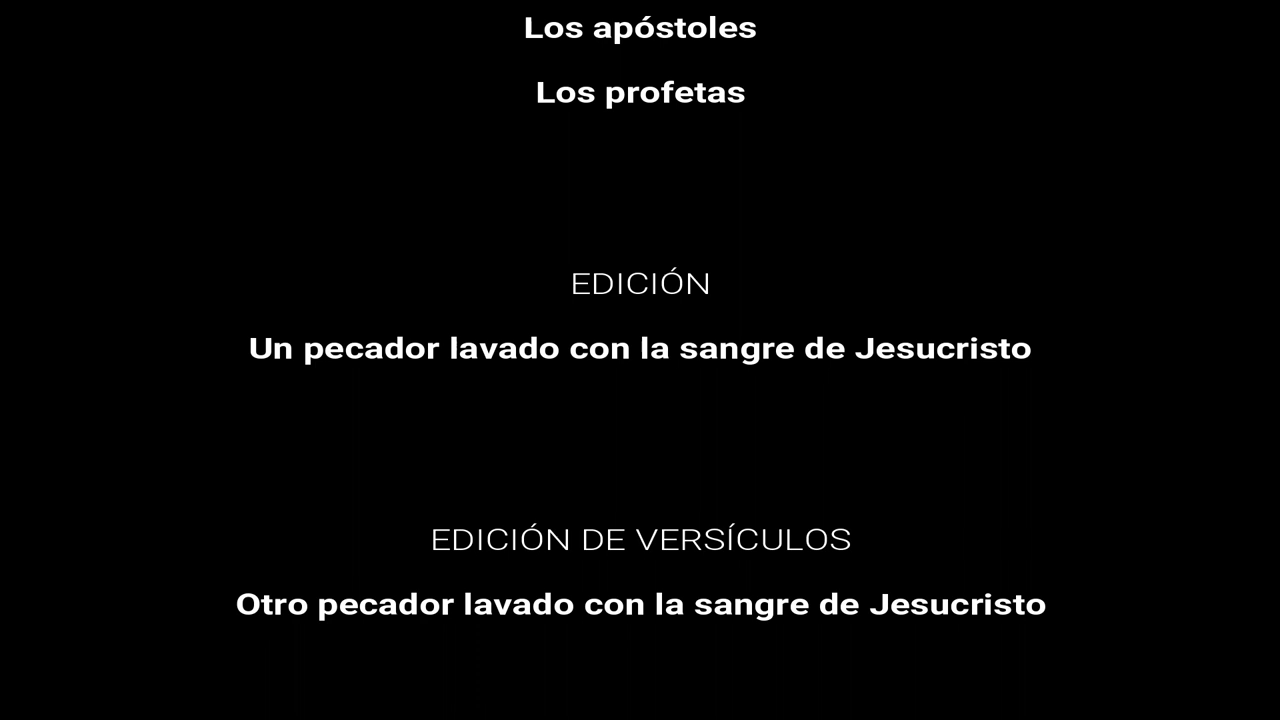 Los apóstoles
Los profetas
EDICIÓN
Un pecador lavado con la sangre de Jesucristo
EDICIÓN DE VERSÍCULOS
Otro pecador lavado con la sangre de Jesucristo